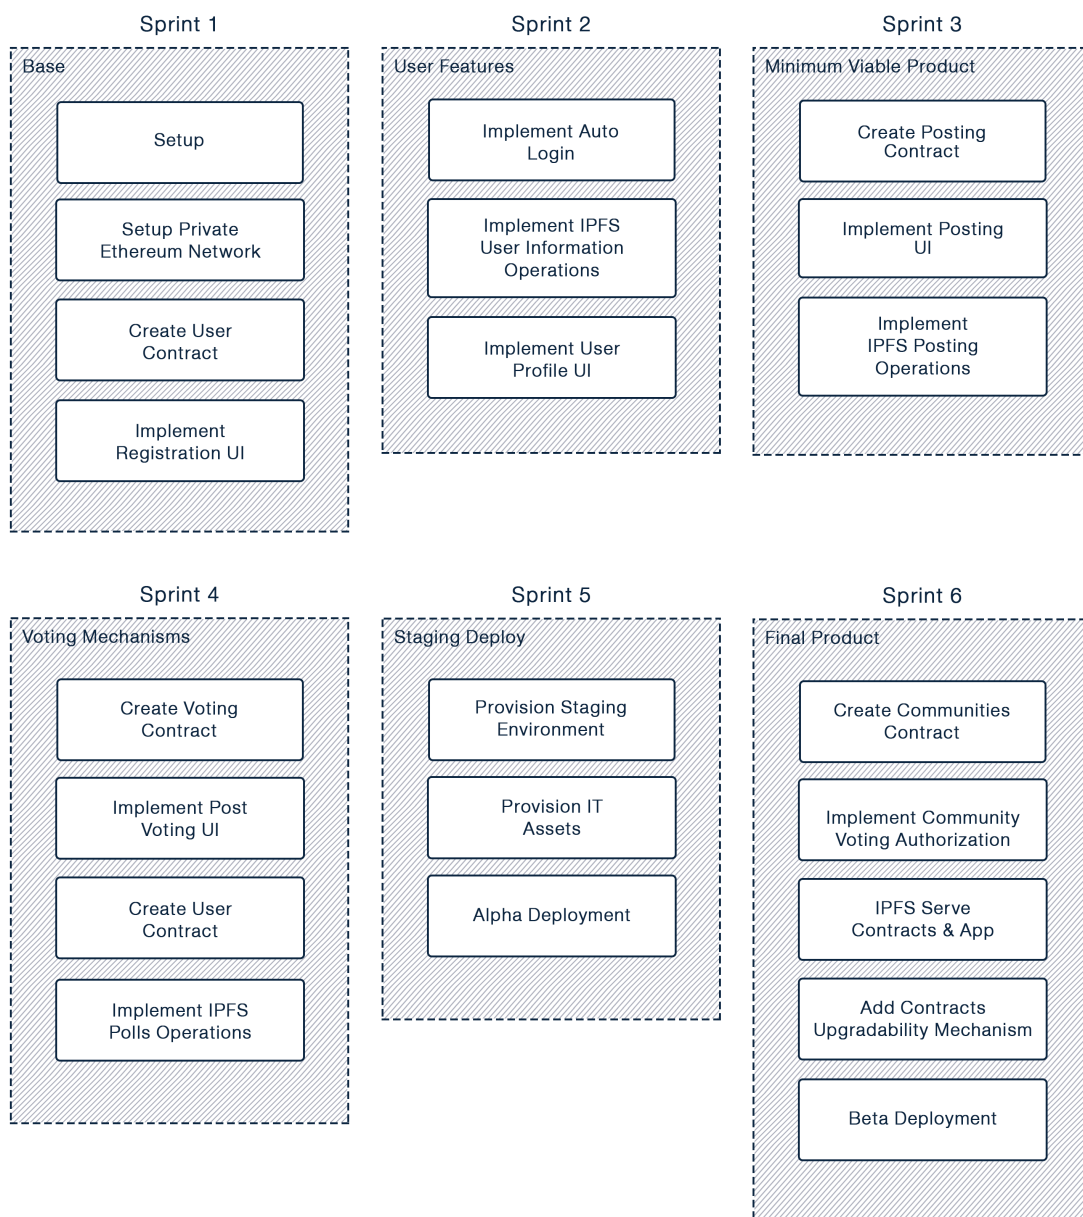 Sprint 1
Base
Setup
Setup Private
Ethereum Network
Create User
Contract
Implement
Registration UI
Sprint 2
User Features
Implement Auto
Login
Implement IPFS
User Information
Operations
Implement User
Profile UI
Sprint 3
Minimum Viable Product
Create Posting
Contract
Implement Posting
UI
Implement
IPFS Posting
Operations
Sprint 4
Voting Mechanisms
Create Voting
Contract
Implement Post
Voting UI
Create User
Contract
Implement IPFS
Polls Operations
Sprint 5
Staging Deploy
Provision Staging
Environment
Provision IT
Assets
Alpha Deployment
Sprint 6
Final Product
Create Communities
Contract
Implement Community
Voting Authorization
IPFS Serve
Contracts & App
Add Contracts
Upgradability Mechanism
Beta Deployment